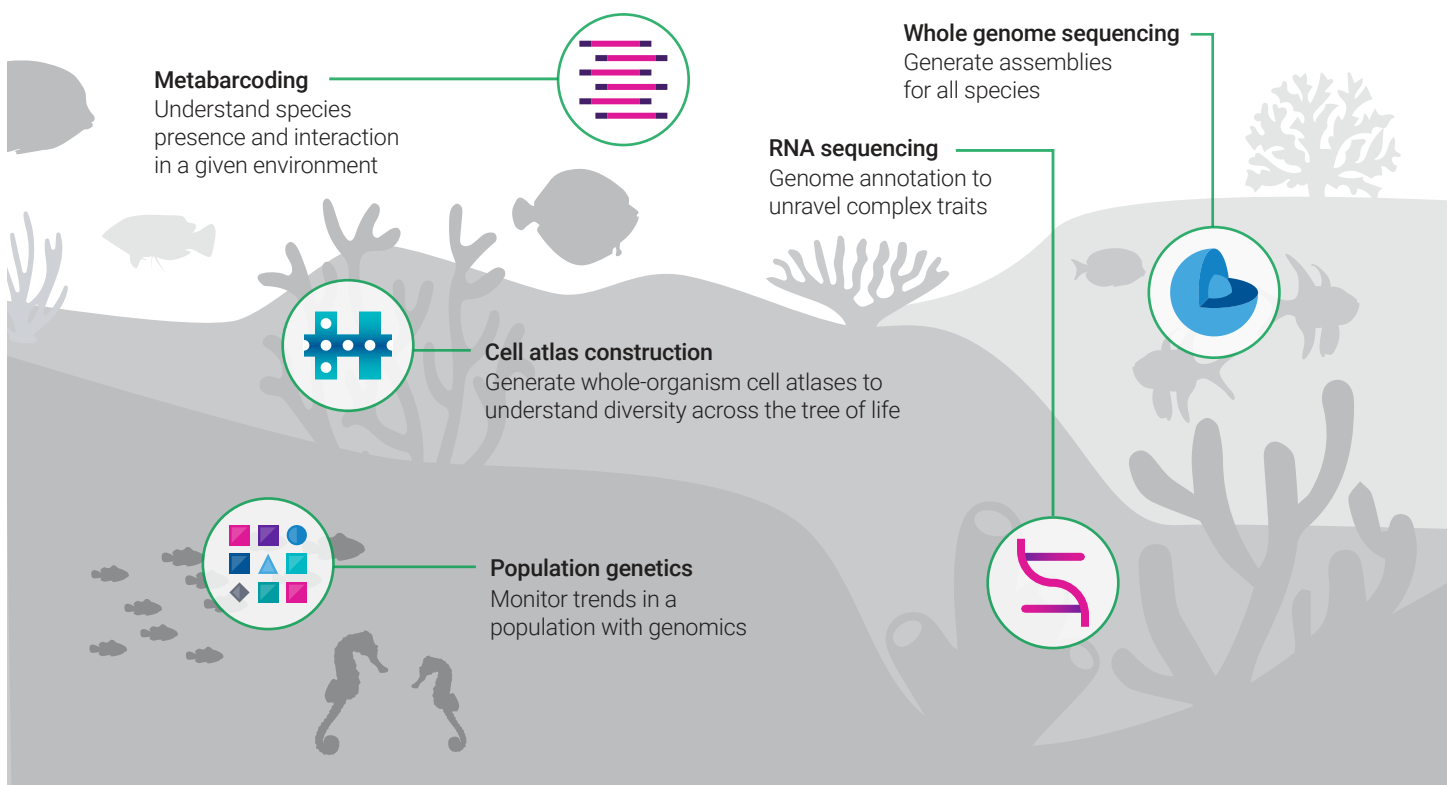 Metabarcoding
Understand species
presence and interaction
in a given environment
Whole genome sequencing
Generate assemblies
for all species
RNA sequencing
Genome annotation to
unravel complex traits
Cell atlas construction
Generate whole-organism cell atlases to
understand diversity across the tree of life
Population genetics
Monitor trends in a
population with genomics